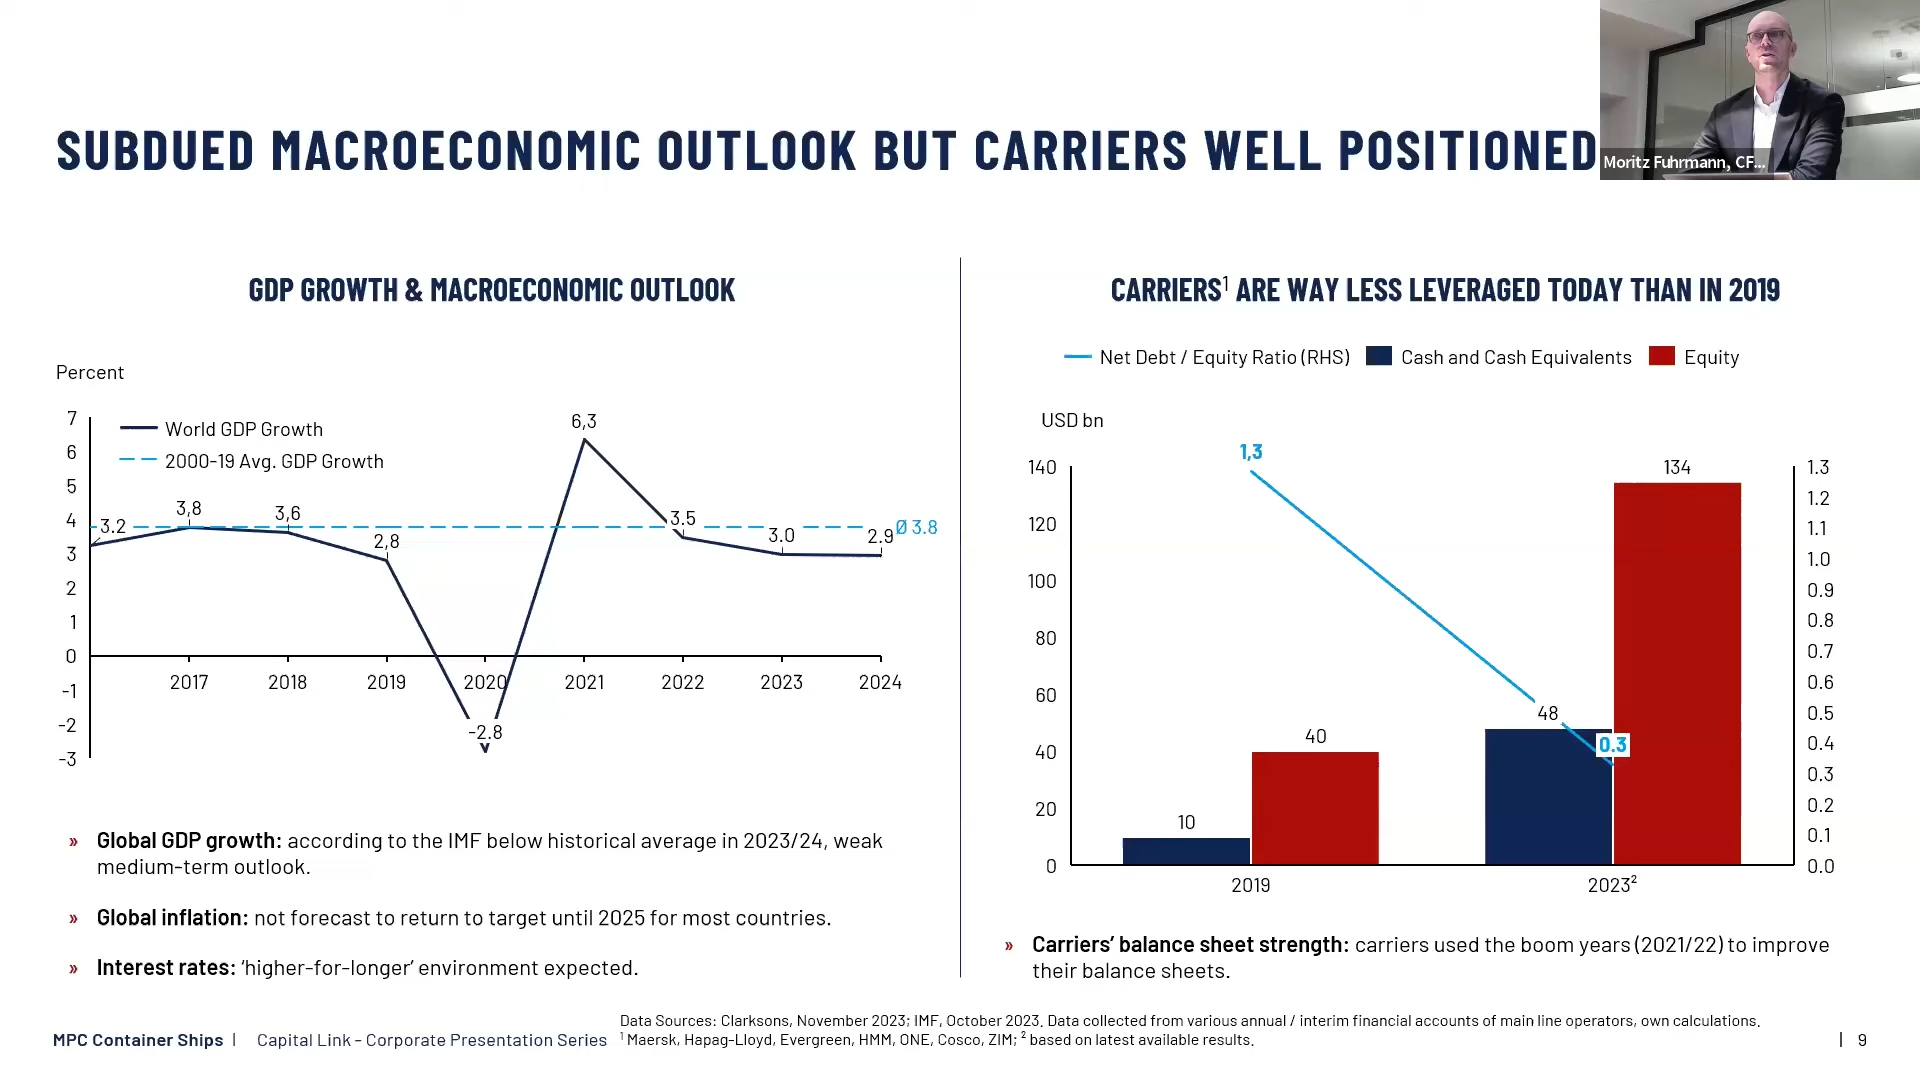 SUBDUED MACROECONOMIC OUTLOOK BUT CARRIERS WELL POSITIONED
Moritz Fuhrmann, CF...
GDP GROWTH & MACROECONOMIC OUTLOOK
Percent
7
6
5
4
3
2
1
0
-1
-2
-3
World GDP Growth
2000-19 Avg. GDP Growth
3.2
3,8
3,6
2,8
-2.8
6,3
3.5
3.0
2.9
Ø 3.8
2017
2018
2019
2020
2021
2022
2023
2024
» Global GDP growth: according to the IMF below historical average in 2023/24, weak
medium-term outlook.
» Global inflation: not forecast to return to target until 2025 for most countries.
» Interest rates: ‘higher-for-longer’ environment expected.
CARRIERS¹ ARE WAY LESS LEVERAGED TODAY THAN IN 2019
Net Debt / Equity Ratio (RHS)
Cash and Cash Equivalents
Equity
USD bn
140
120
100
80
60
40
20
0
1,3
10
40
48
0.3
134
1.3
1.2
1.1
1.0
0.9
0.8
0.7
0.6
0.5
0.4
0.3
0.2
0.1
0.0
2019
2023²
» Carriers’ balance sheet strength: carriers used the boom years (2021/22) to improve
their balance sheets.
Data Sources: Clarksons, November 2023; IMF, October 2023. Data collected from various annual / interim financial accounts of main line operators, own calculations.
¹ Maersk, Hapag-Lloyd, Evergreen, HMM, ONE, Cosco, ZIM; ² based on latest available results.
MPC Container Ships | Capital Link - Corporate Presentation Series
| 9